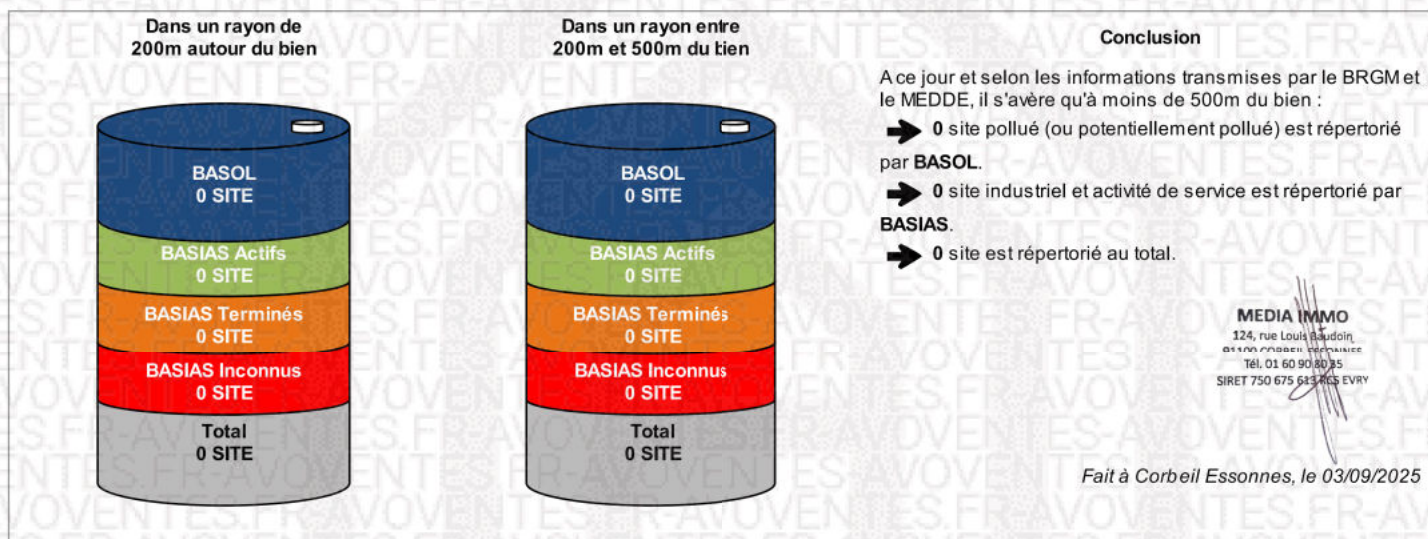 Dans un rayon de
200m autour du bien
BASOL
0 SITE
BASIAS Actifs
0 SITE
BASIAS Terminés
0 SITE
BASIAS Inconnus
0 SITE
Total
0 SITE
Dans un rayon entre
200m et 500m du bien
BASOL
0 SITE
BASIAS Actifs
0 SITE
BASIAS Terminés
0 SITE
BASIAS Inconnus
0 SITE
Total
0 SITE
Conclusion
A ce jour et selon les informations transmises par le BRGM et
le MEDDE, il s'avère qu'à moins de 500m du bien :
0 site pollué (ou potentiellement pollué) est répertorié
par BASOL.
0 site industriel et activité de service est répertorié par
BASIAS.
0 site est répertorié au total.
MEDIA IMMO
124, rue Louis Baudoin
91100 CORBEIL ESSONNES
Tél. 01 60 90 80 85
SIRET 750 675 613 RCS EVRY
Fait à Corbeil Essonnes, le 03/09/2025